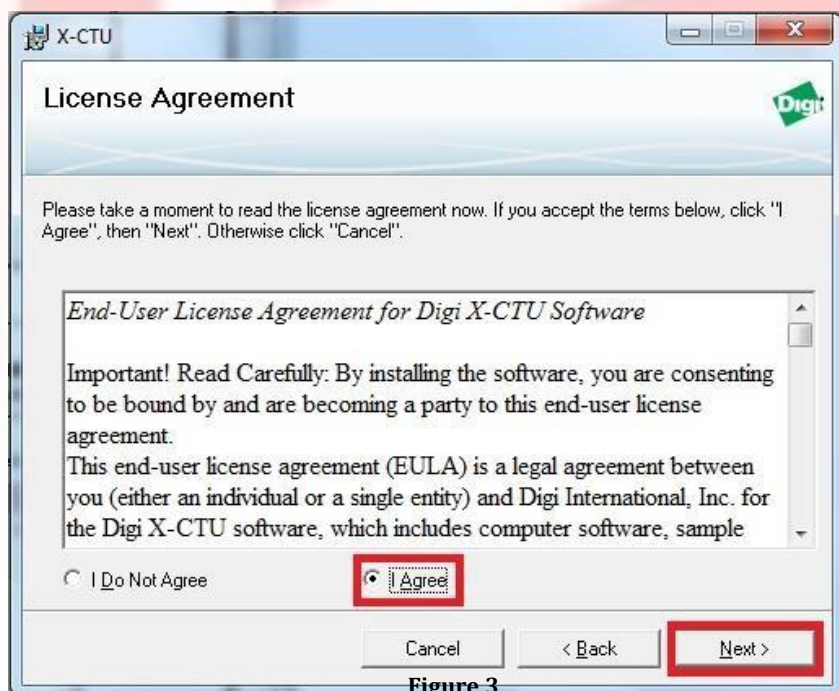 X-CTU
License Agreement
Digi
Please take a moment to read the license agreement now. If you accept the terms below, click "I
Agree", then "Next". Otherwise click "Cancel".
End-User License Agreement for Digi X-CTU Software
Important! Read Carefully: By installing the software, you are consenting
to be bound by and are becoming a party to this end-user license
agreement.
This end-user license agreement (EULA) is a legal agreement between
you (either an individual or a single entity) and Digi International, Inc. for
the Digi X-CTU software, which includes computer software, sample
I Do Not Agree
I Agree
Cancel
< Back
Next >
Figure 3